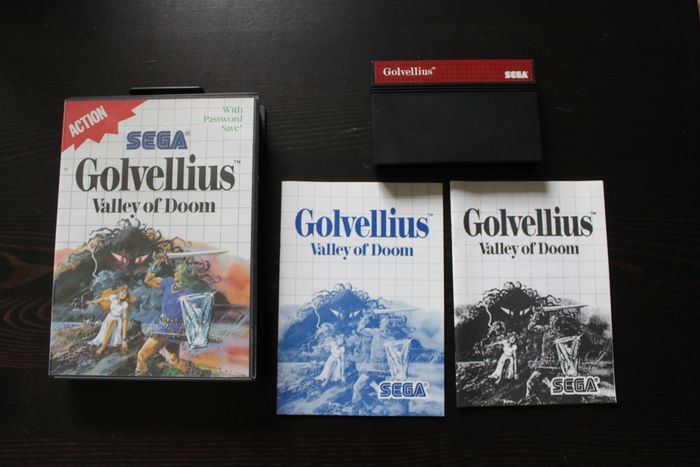 ACTION
With
Password
Save!
SEGA®
Golvellius™
Valley of Doom
Golvellius™
SEGA
Golvellius™
Valley of Doom
SEGA®
Golvellius™
Valley of Doom
SEGA®